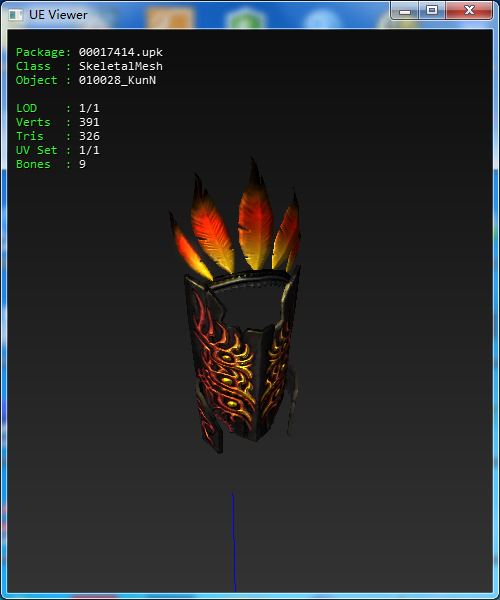 UE Viewer
Package: 00017414.upk
Class : SkeletalMesh
Object : 010028_KunN
LOD : 1/1
Verts : 391
Tris : 326
UV Set : 1/1
Bones : 9